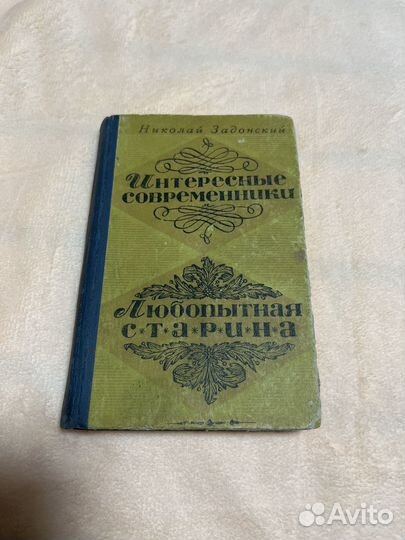 Николай Задонский
Интересные
современники
Любопытная
с·т·а·р·и·н·а
Avito